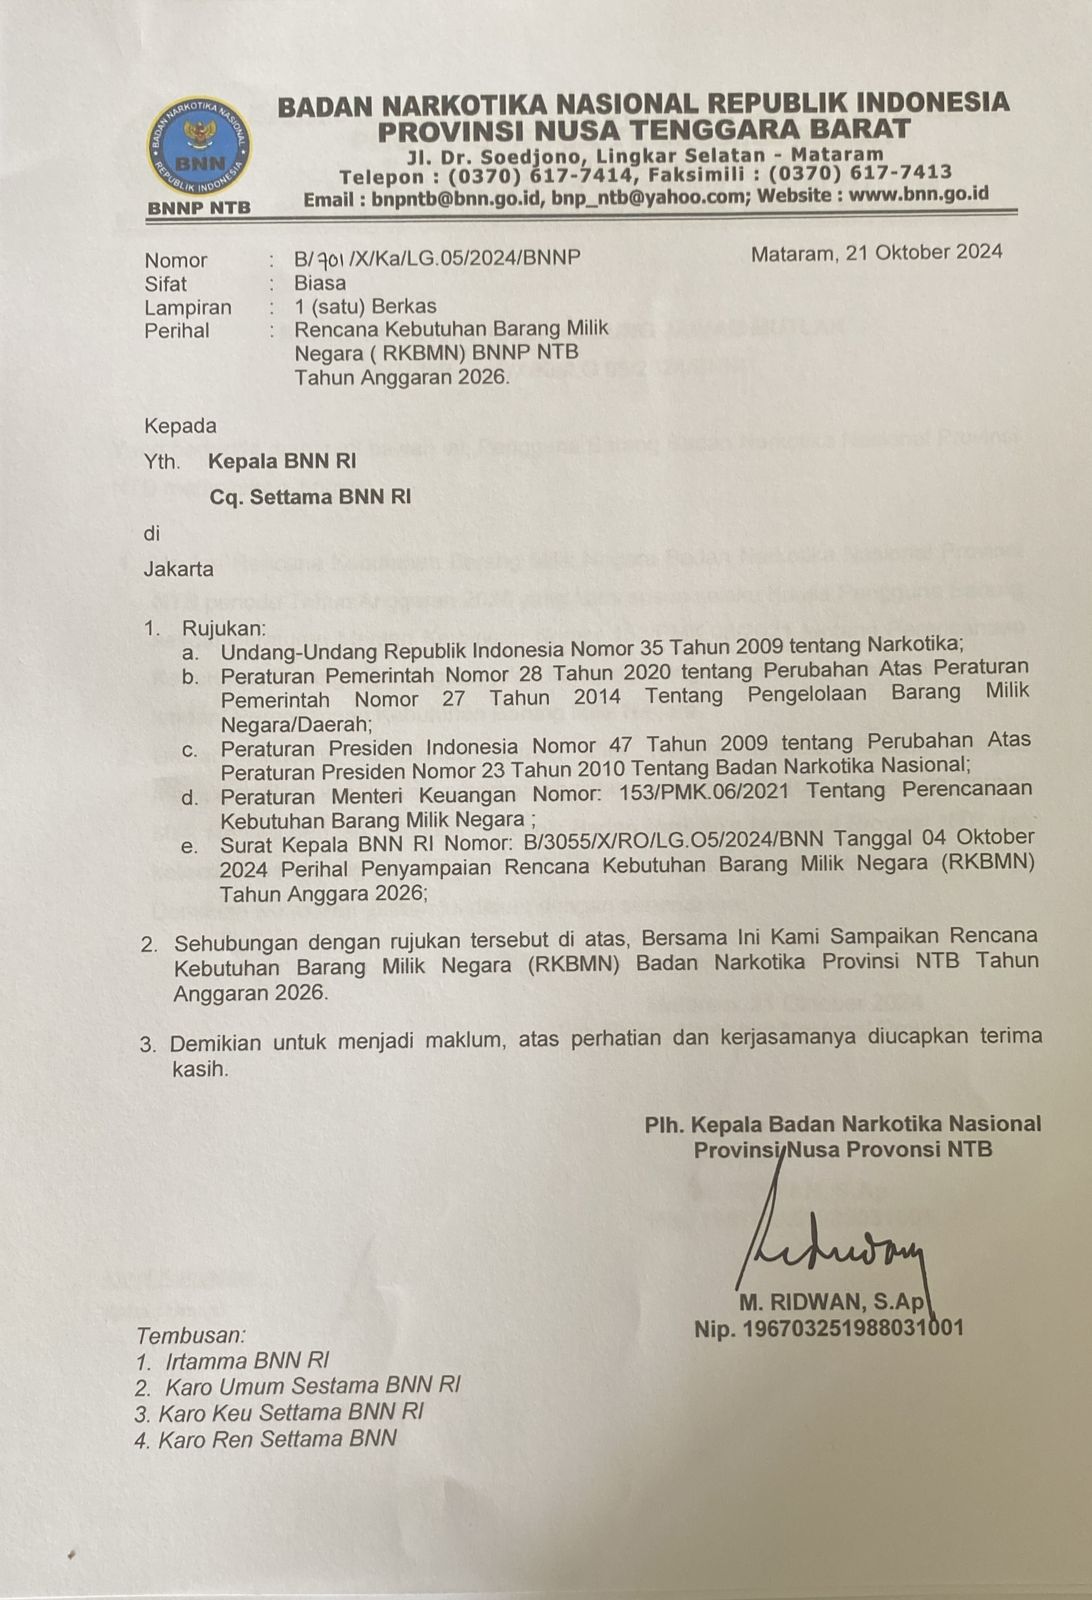 BADAN NARKOTIKA NASIONAL
BNN
REPUBLIK INDONESIA
BNNP NTB
BADAN NARKOTIKA NASIONAL REPUBLIK INDONESIA
PROVINSI NUSA TENGGARA BARAT
Jl. Dr. Soedjono, Lingkar Selatan - Mataram
Telepon : (0370) 617-7414, Faksimili : (0370) 617-7413
Email : bnpntb@bnn.go.id, bnp_ntb@yahoo.com; Website : www.bnn.go.id
Nomor : B/901/X/Ka/LG.05/2024/BNNP Mataram, 21 Oktober 2024
Sifat : Biasa
Lampiran : 1 (satu) Berkas
Perihal : Rencana Kebutuhan Barang Milik
Negara ( RKBMN) BNNP NTB
Tahun Anggaran 2026.
Kepada
Yth. Kepala BNN RI
Cq. Settama BNN RI
di
Jakarta
1. Rujukan:
a. Undang-Undang Republik Indonesia Nomor 35 Tahun 2009 tentang Narkotika;
b. Peraturan Pemerintah Nomor 28 Tahun 2020 tentang Perubahan Atas Peraturan
Pemerintah Nomor 27 Tahun 2014 Tentang Pengelolaan Barang Milik
Negara/Daerah;
c. Peraturan Presiden Indonesia Nomor 47 Tahun 2009 tentang Perubahan Atas
Peraturan Presiden Nomor 23 Tahun 2010 Tentang Badan Narkotika Nasional;
d. Peraturan Menteri Keuangan Nomor: 153/PMK.06/2021 Tentang Perencanaan
Kebutuhan Barang Milik Negara ;
e. Surat Kepala BNN RI Nomor: B/3055/X/RO/LG.O5/2024/BNN Tanggal 04 Oktober
2024 Perihal Penyampaian Rencana Kebutuhan Barang Milik Negara (RKBMN)
Tahun Anggara 2026;
2. Sehubungan dengan rujukan tersebut di atas, Bersama Ini Kami Sampaikan Rencana
Kebutuhan Barang Milik Negara (RKBMN) Badan Narkotika Provinsi NTB Tahun
Anggaran 2026.
3. Demikian untuk menjadi maklum, atas perhatian dan kerjasamanya diucapkan terima
kasih.
Plh. Kepala Badan Narkotika Nasional
Provinsi Nusa Provonsi NTB
M. RIDWAN, S.Ap
Nip. 196703251988031001
Tembusan:
1. Irtamma BNN RI
2. Karo Umum Sestama BNN RI
3. Karo Keu Settama BNN RI
4. Karo Ren Settama BNN